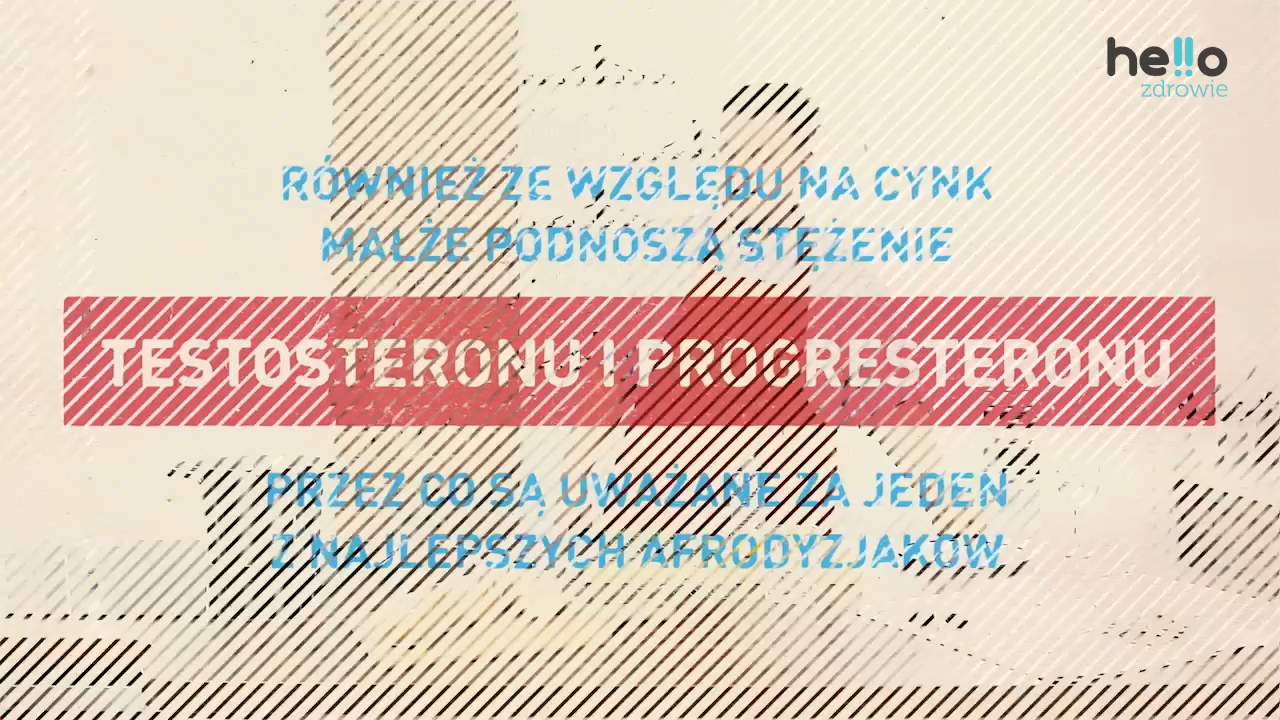 hello
zdrowie
RÓWNIEŻ ZE WZGLĘDU NA CYNK
MAŁŻE PODNOSZĄ STĘŻENIE
TESTOSTERONU I PROGRESTERONU
PRZEZ CO SĄ UWAŻANE ZA JEDEN
Z NAJLEPSZYCH AFRODYZJAKÓW